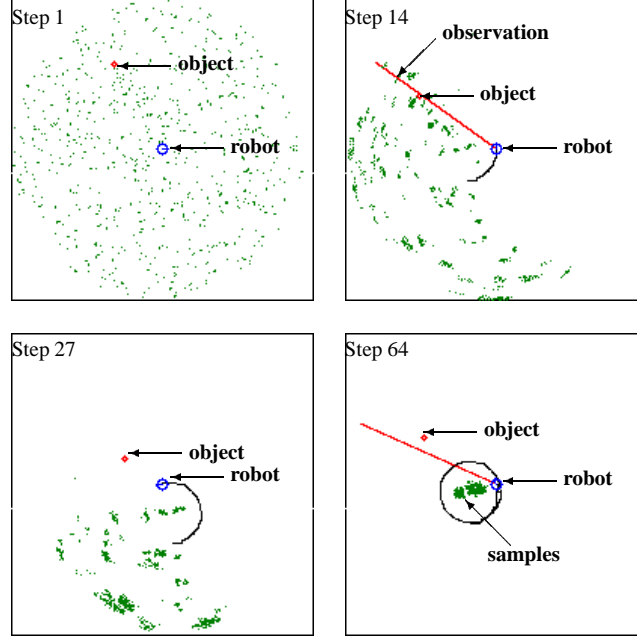 Step 1
object
robot
Step 14
observation
object
robot
Step 27
object
robot
Step 64
object
robot
samples